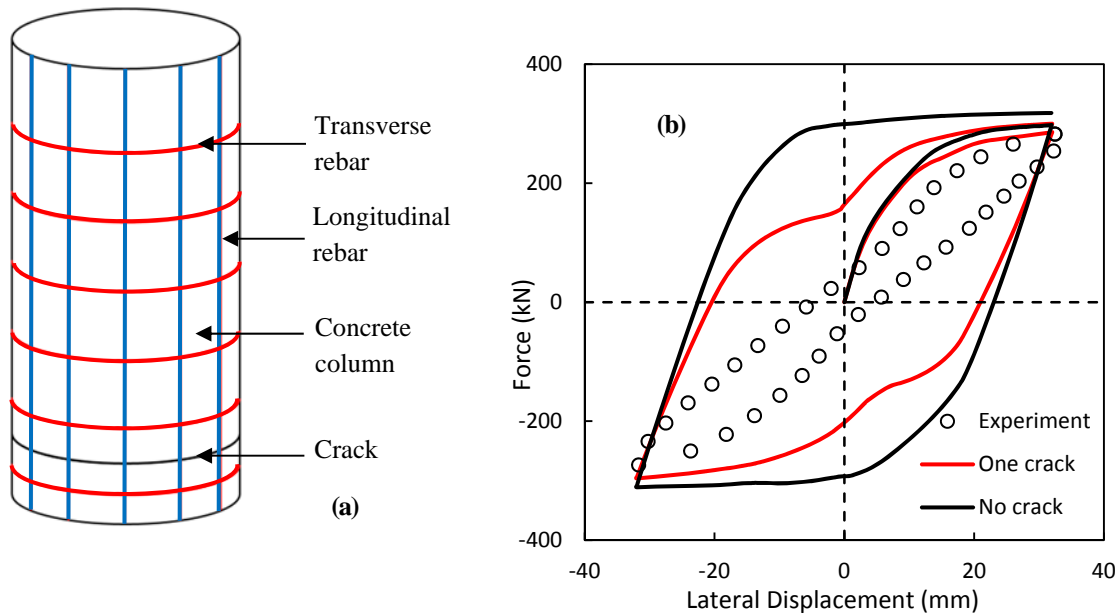 Transverse
rebar
Longitudinal
rebar
Concrete
column
Crack
(a)
(b)
400
200
0
-200
-400
Force (kN)
-40
-20
0
20
40
Lateral Displacement (mm)
Experiment
One crack
No crack